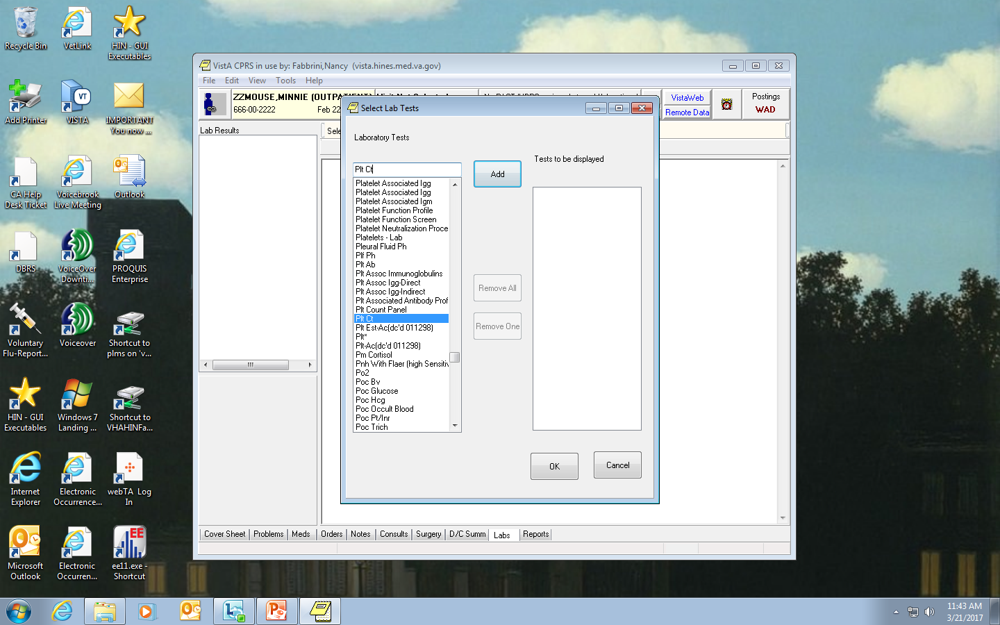 Recycle Bin
VetLink
HIN - GUI
Executables
Add Printer
VISTA
IMPORTANT
You now ...
CA Help
Desk Ticket
Voicebrook
Live Meeting
Outlook
DBRS
VoiceOver
Downti...
PROQUIS
Enterprise
Voluntary
Flu-Report...
Voiceover
Shortcut to
plms on 'v...
HIN - GUI
Executables
Windows 7
Landing ...
Shortcut to
VHAHINFa...
Internet
Explorer
Electronic
Occurrence...
webTA Log
In
Microsoft
Outlook
Electronic
Occurren...
ee11.exe -
Shortcut
VistA CPRS in use by: Fabbrini,Nancy (vista.hines.med.va.gov)
File Edit View Tools Help
ZZMOUSE,MINNIE (OUTPATIENT)
666-00-2222 Feb 22
VistaWeb
Remote Data
Postings
WAD
Lab Results
Sele
Select Lab Tests
Laboratory Tests
Plt Ct
Add
Tests to be displayed
Platelet Associated Igg
Platelet Associated Igg
Platelet Associated Igm
Platelet Function Profile
Platelet Function Screen
Platelet Neutralization Proce
Platelets - Lab
Pleural Fluid Ph
Plf Ph
Plt Ab
Plt Assoc Immunoglobulins
Plt Assoc Igg-Direct
Plt Assoc Igg-Indirect
Plt Associated Antibody Prof
Plt Count Panel
Plt Ct
Plt Est-Ac(dc'd 011298)
Plt*
Plt-Ac(dc'd 011298)
Pm Cortisol
Pnh With Flaer (high Sensitiv
Po2
Poc Bv
Poc Glucose
Poc Hcg
Poc Occult Blood
Poc Pt/Inr
Poc Trich
Remove All
Remove One
OK
Cancel
Cover Sheet Problems Meds Orders Notes Consults Surgery D/C Summ Labs Reports
11:43 AM
3/21/2017